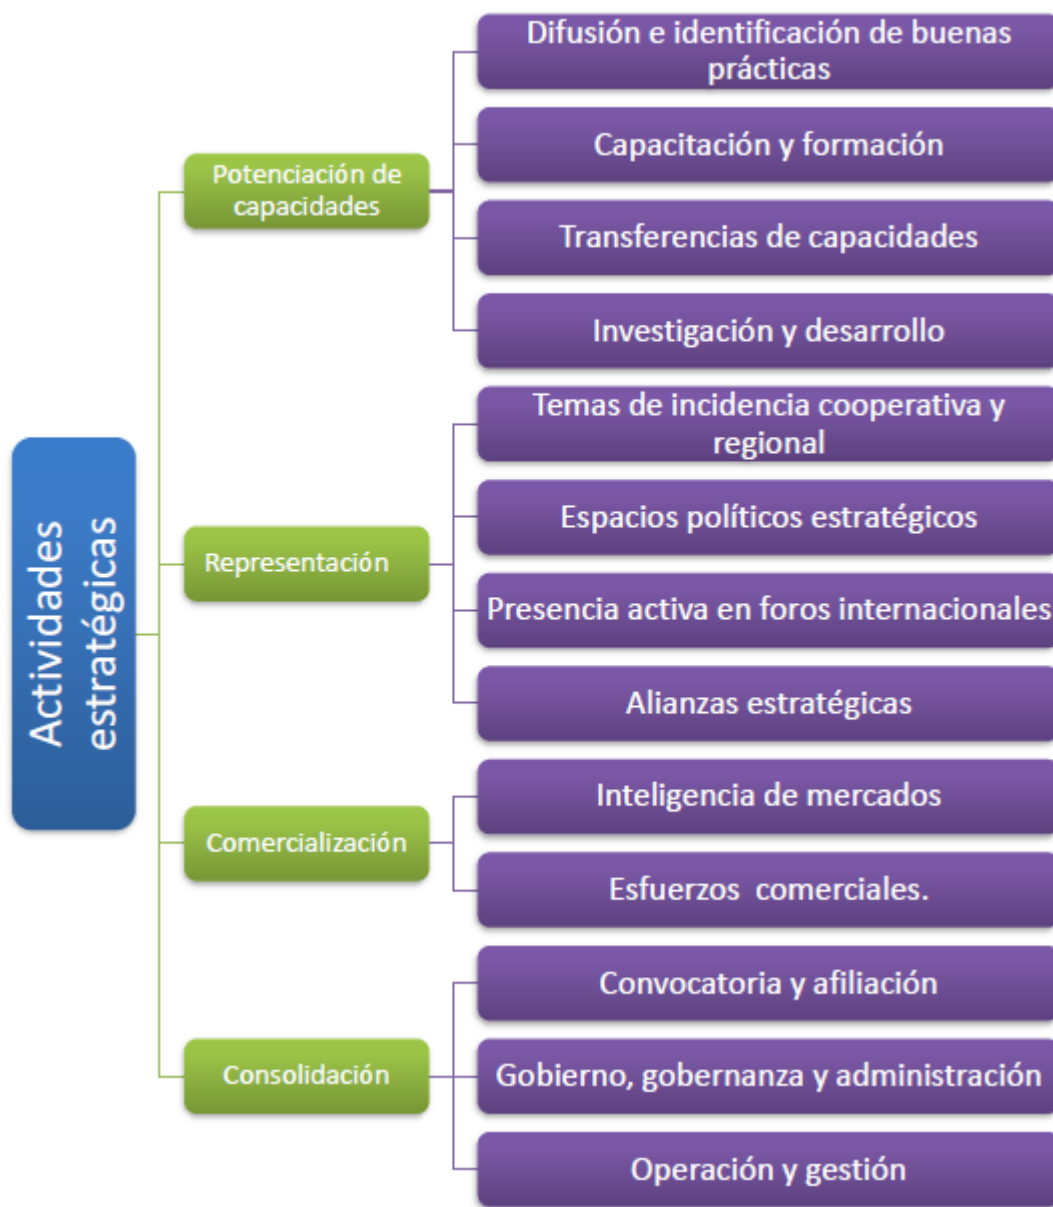 Actividades
estratégicas
Potenciación de
capacidades
Difusión e identificación de buenas
prácticas
Capacitación y formación
Transferencias de capacidades
Investigación y desarrollo
Representación
Temas de incidencia cooperativa y
regional
Espacios políticos estratégicos
Presencia activa en foros internacionales
Alianzas estratégicas
Comercialización
Inteligencia de mercados
Esfuerzos  comerciales.
Consolidación
Convocatoria y afiliación
Gobierno, gobernanza y administración
Operación y gestión